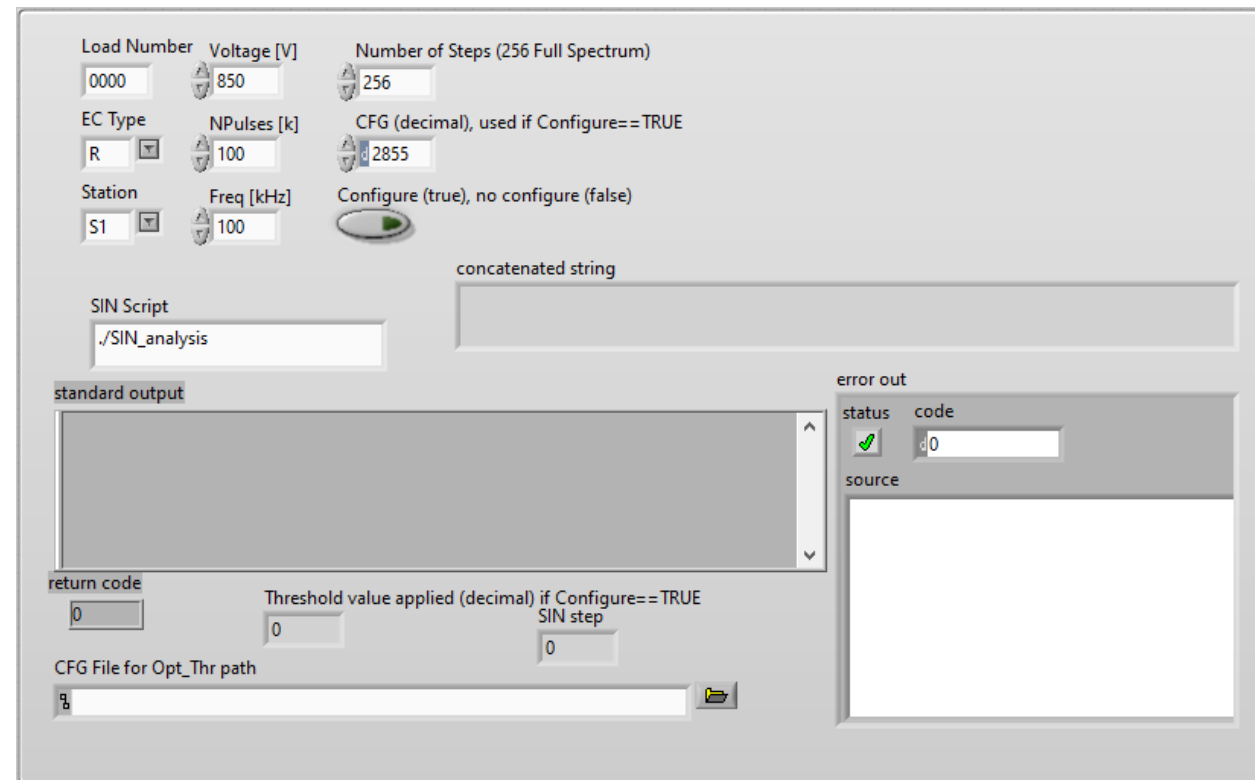 Load Number Voltage [V] Number of Steps (256 Full Spectrum)
0000 850 256
EC Type NPulses [k] CFG (decimal), used if Configure==TRUE
R 100 d 2855
Station Freq [kHz] Configure (true), no configure (false)
S1 100
concatenated string
SIN Script
./SIN_analysis
standard output error out
status code
d 0
source
return code
0
Threshold value applied (decimal) if Configure==TRUE
0
SIN step
0
CFG File for Opt_Thr path